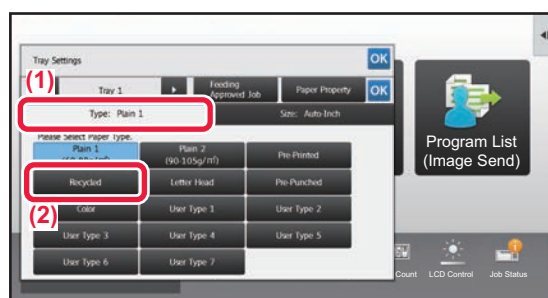 Tray Settings
OK
(1)
Tray 1
Feeding
Approved Job
Paper Property
OK
Type: Plain 1
Size: Auto-Inch
Please Select Paper Type.
Plain 1
Plain 2
(90-105g/㎡)
Pre-Printed
Recycled
Letter Head
Pre-Punched
(2)
Color
User Type 1
User Type 2
User Type 3
User Type 4
User Type 5
User Type 6
User Type 7
Program List
(Image Send)
Count
LCD Control
Job Status